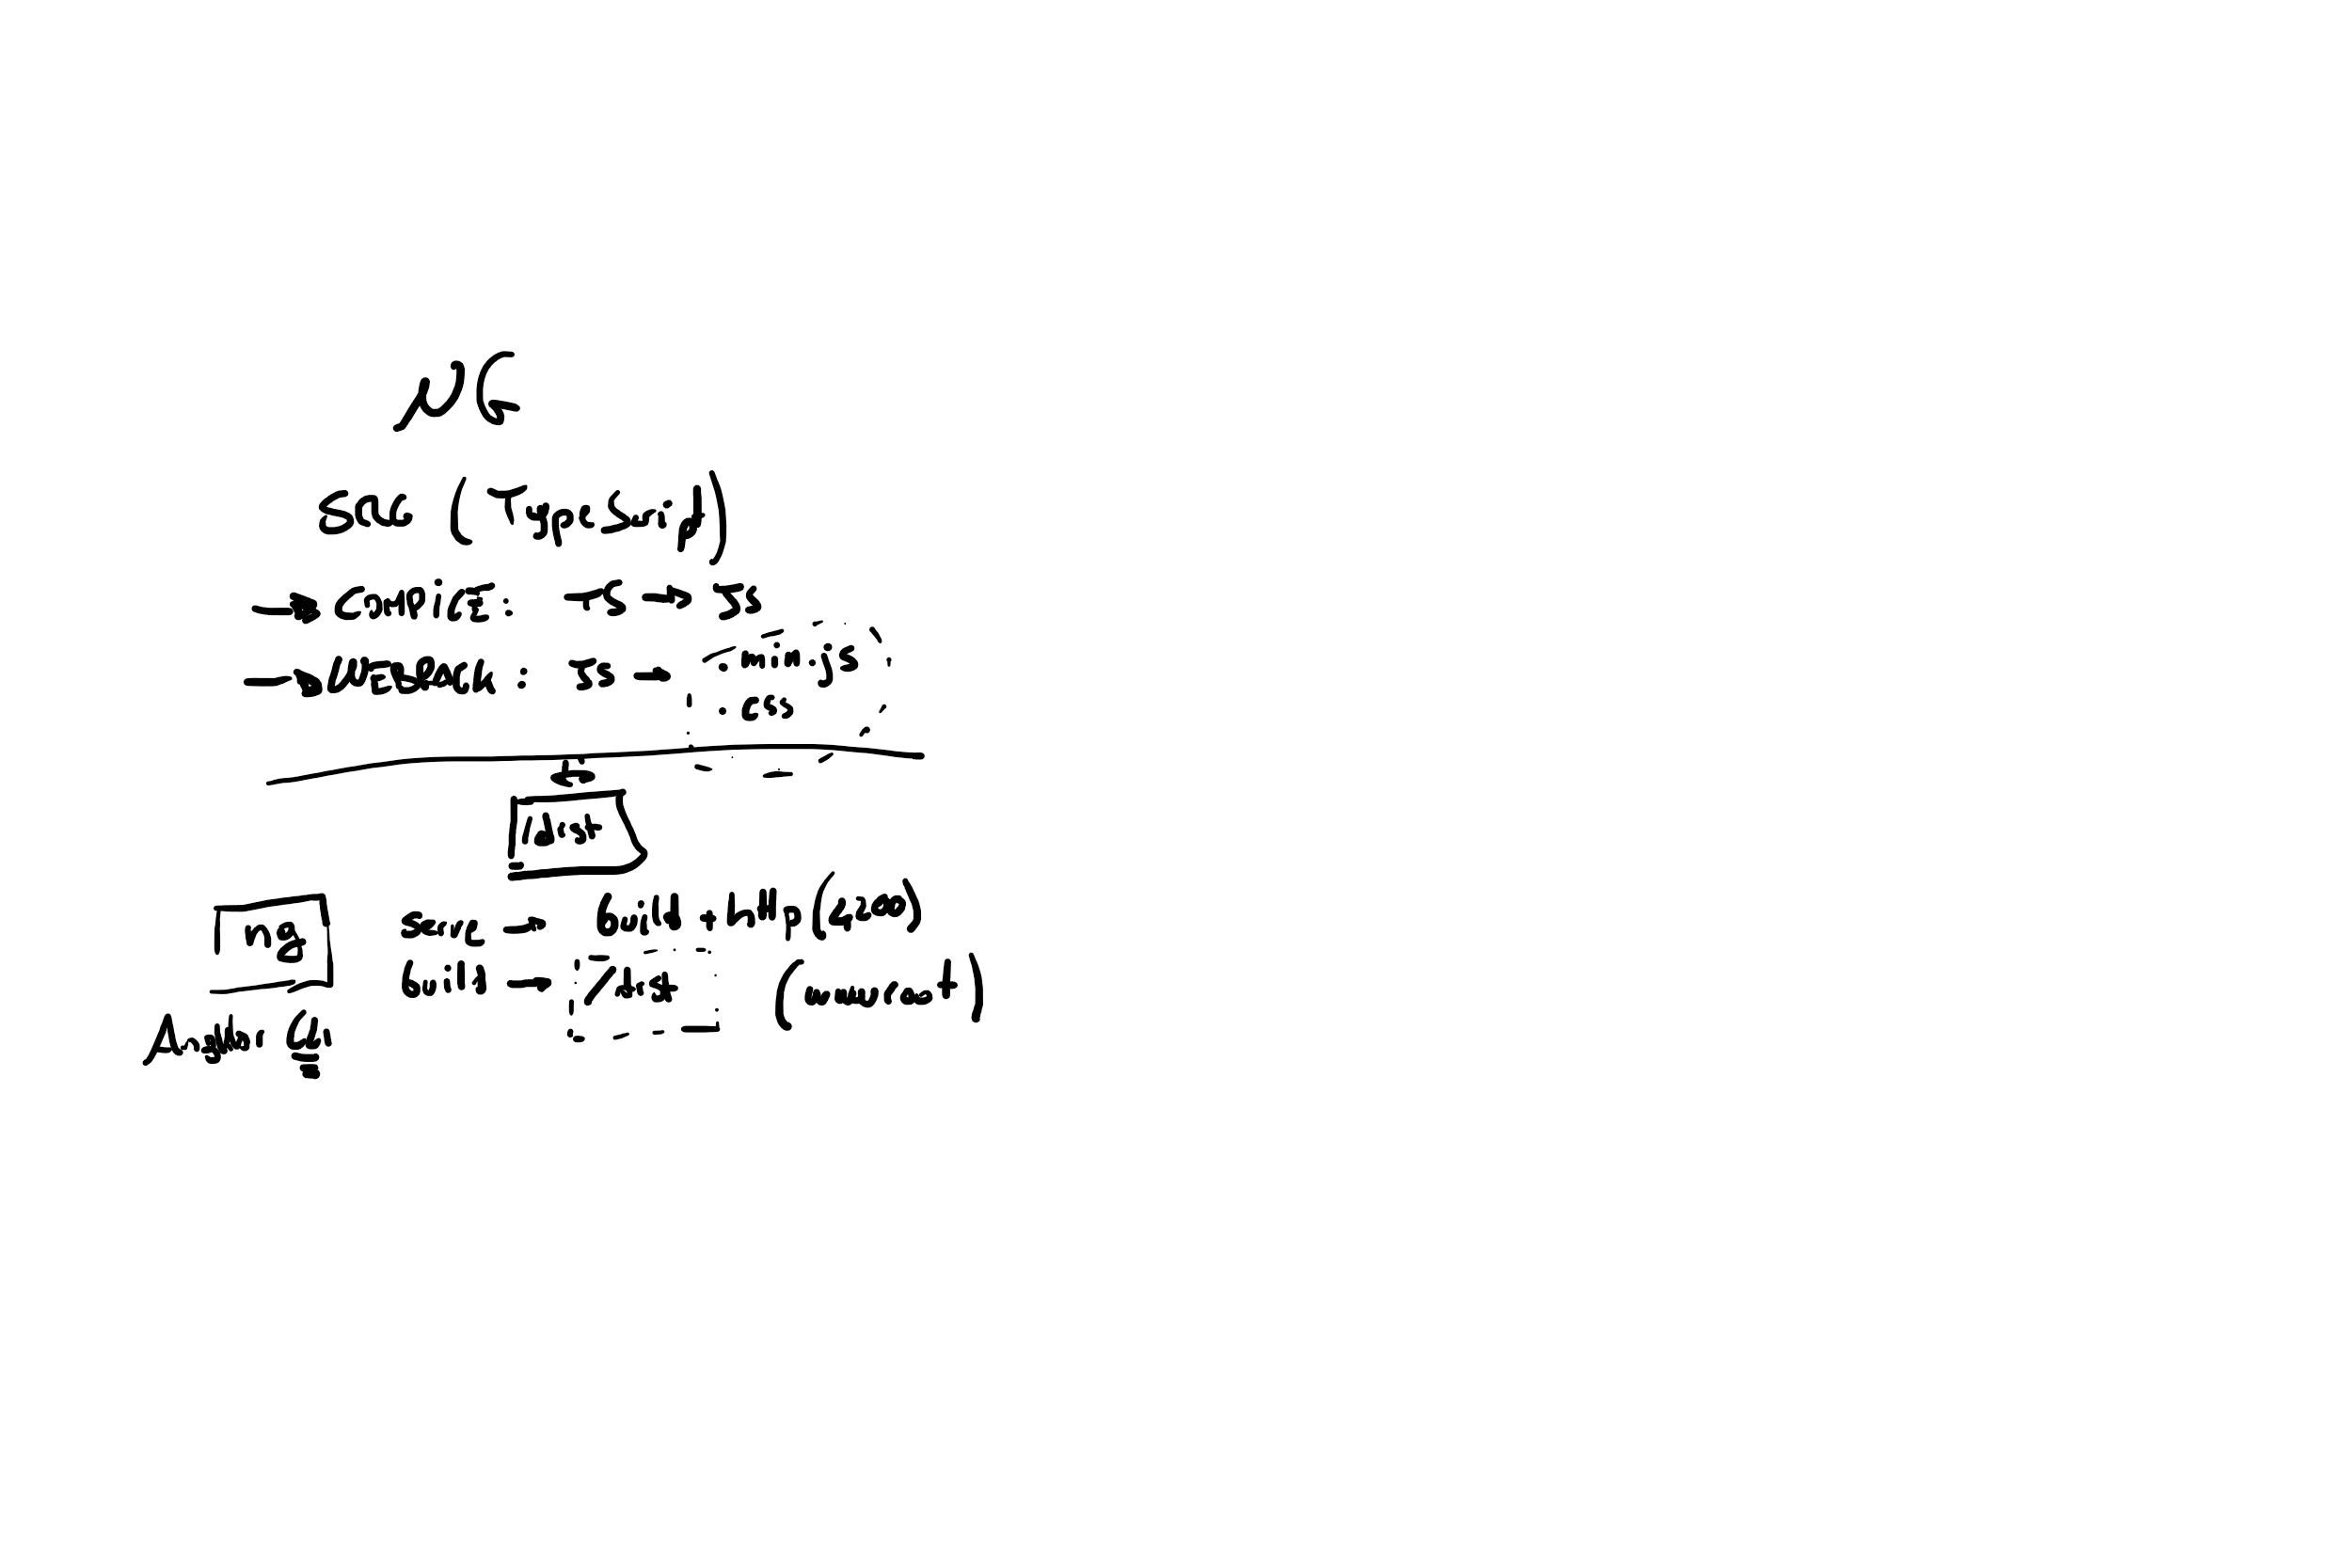 NG
SRC (TypeScript)
→ COMPILE: TS → JS
→ WEBPACK: JS → .min.js
.css
/dist
ng serve → build + http (4200)
build → /dist (wwwroot)
Angular Cli